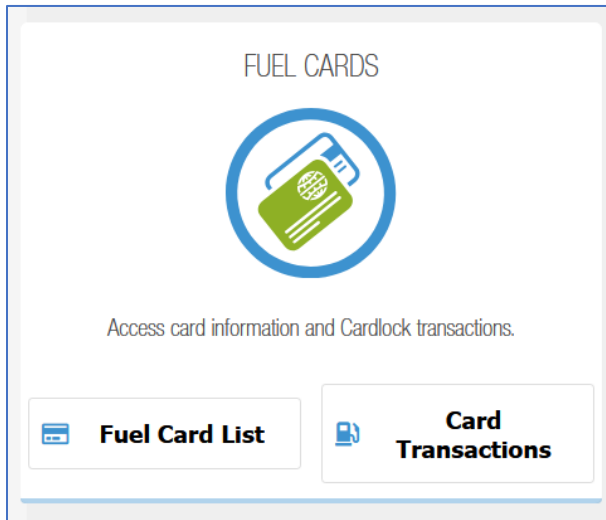 FUEL CARDS
Access card information and Cardlock transactions.
Fuel Card List
Card
Transactions